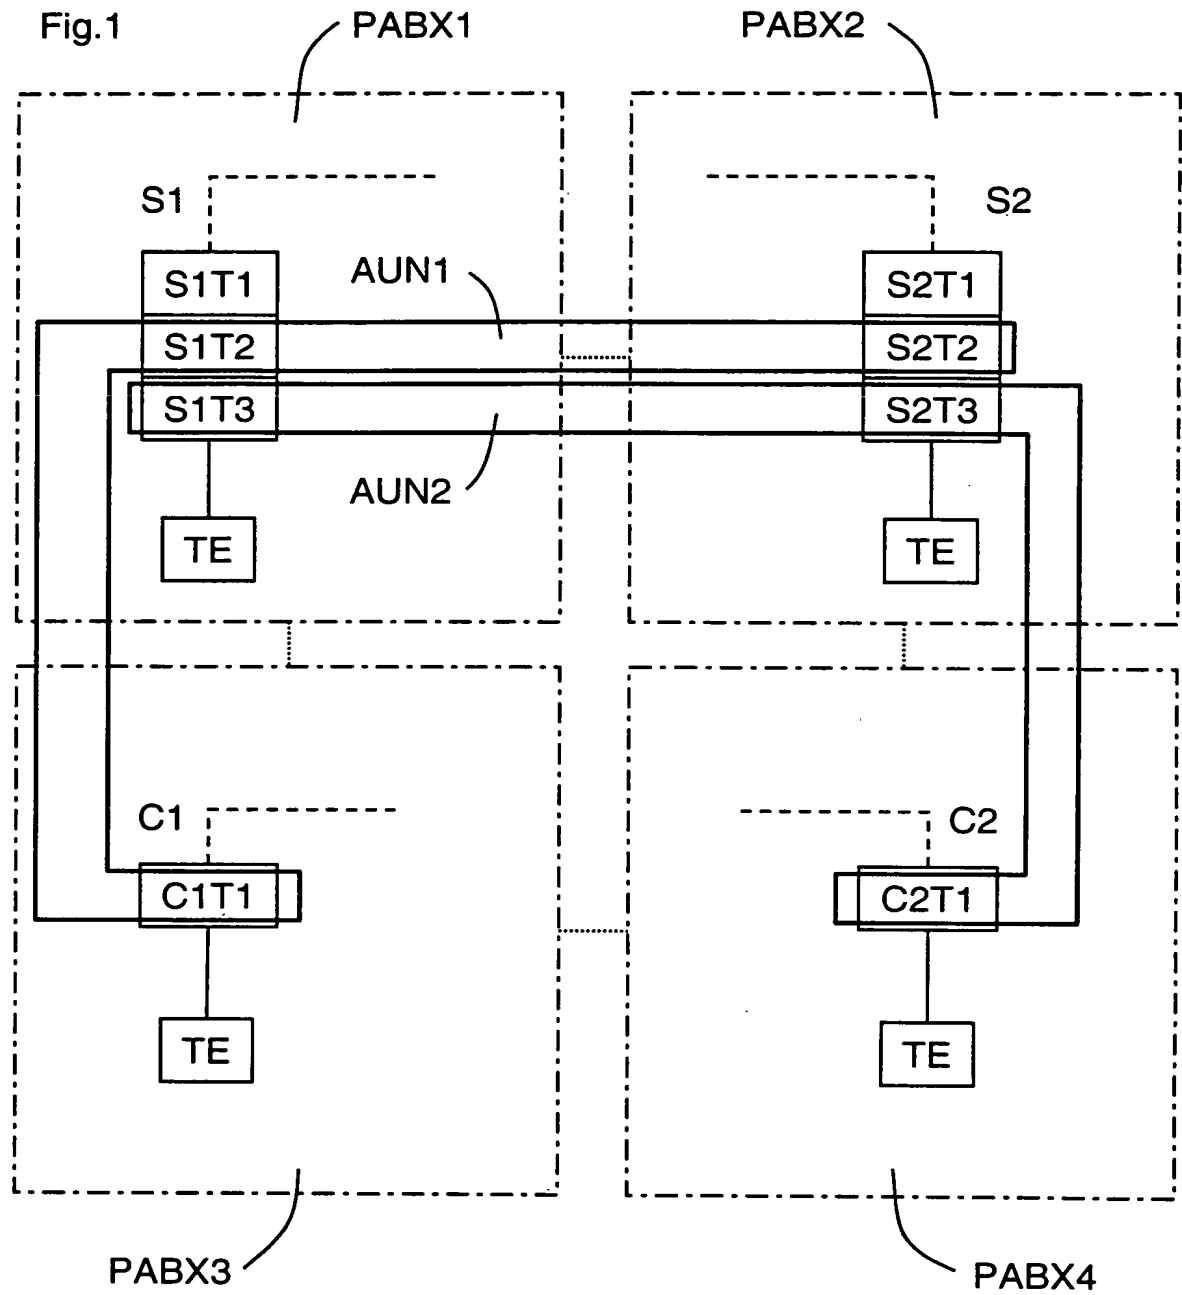 Fig.1
PABX1
PABX2
S1
S2
S1T1
S2T1
AUN1
S1T2
S2T2
S1T3
S2T3
AUN2
TE
TE
C1
C2
C1T1
C2T1
TE
TE
PABX3
PABX4